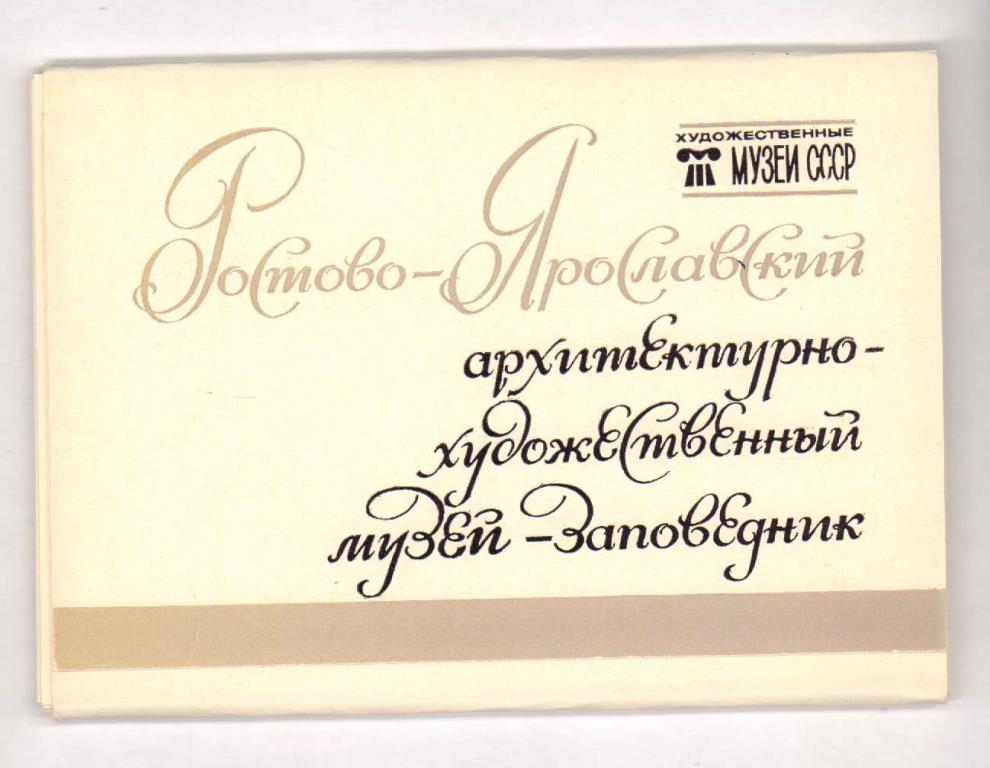 ХУДОЖЕСТВЕННЫЕ
МУЗЕИ СССР
Ростово-Ярославский
архитектурно-
художественный
музей-заповедник